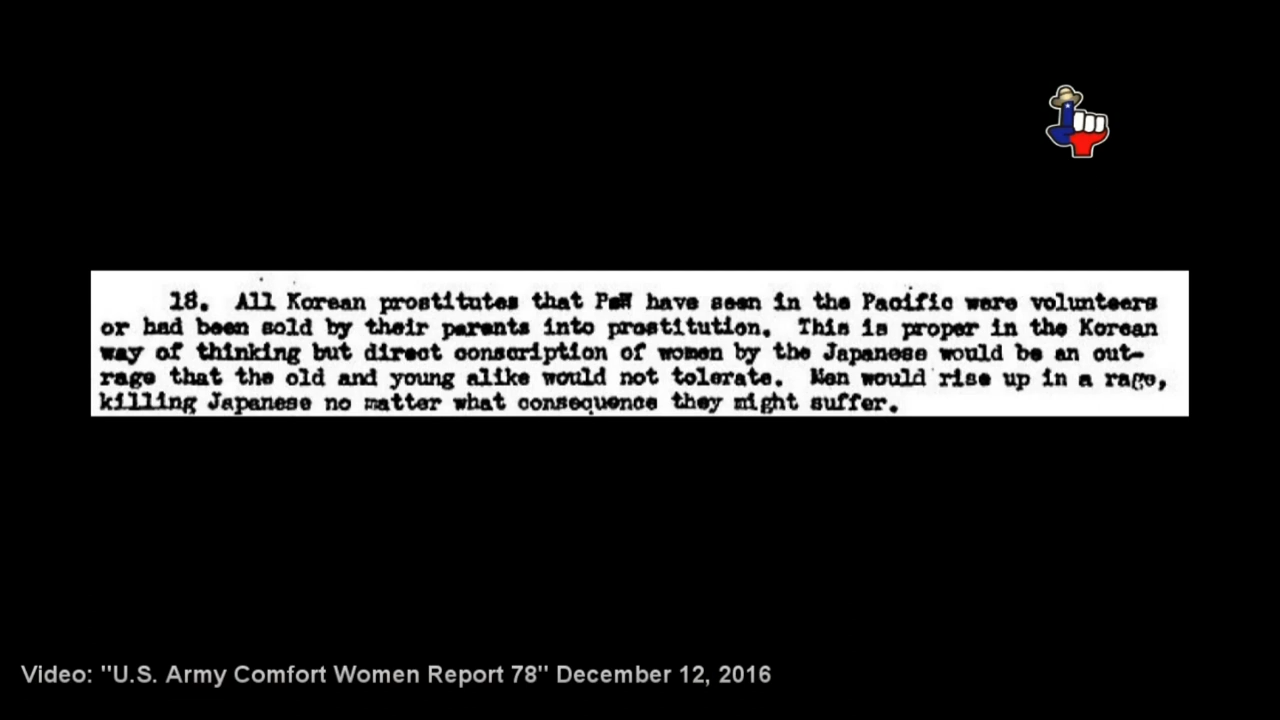 18. All Korean prostitutes that PoW have seen in the Pacific were volunteers
or had been sold by their parents into prostitution. This is proper in the Korean
way of thinking but direct conscription of women by the Japanese would be an out-
rage that the old and young alike would not tolerate. Men would rise up in a rage,
killing Japanese no matter what consequence they might suffer.
Video: "U.S. Army Comfort Women Report 78" December 12, 2016